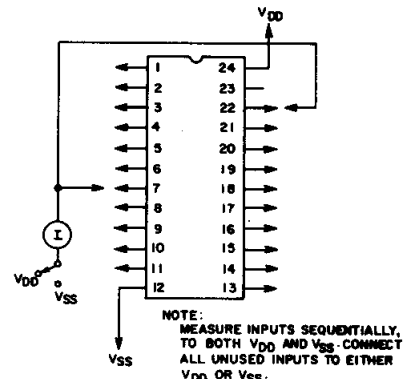 VDD
1 24
2 23
3 22
4 21
5 20
6 19
7 18
8 17
9 16
10 15
11 14
12 13
I
VDD
VSS
VSS
NOTE:
MEASURE INPUTS SEQUENTIALLY,
TO BOTH VDD AND VSS. CONNECT
ALL UNUSED INPUTS TO EITHER
VDD OR VSS.